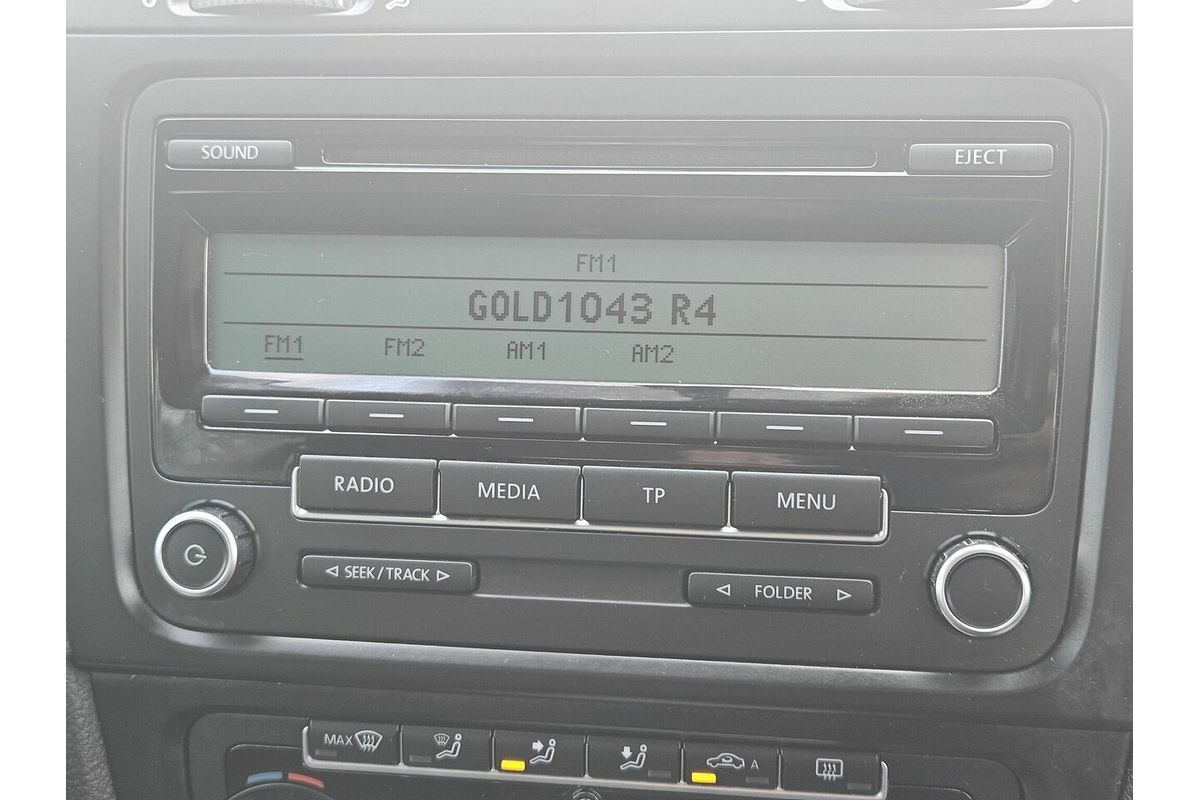 SOUND
EJECT
FM1
GOLD1043 R4
FM1 FM2 AM1 AM2
RADIO MEDIA TP MENU
SEEK/TRACK
FOLDER
MAX
A